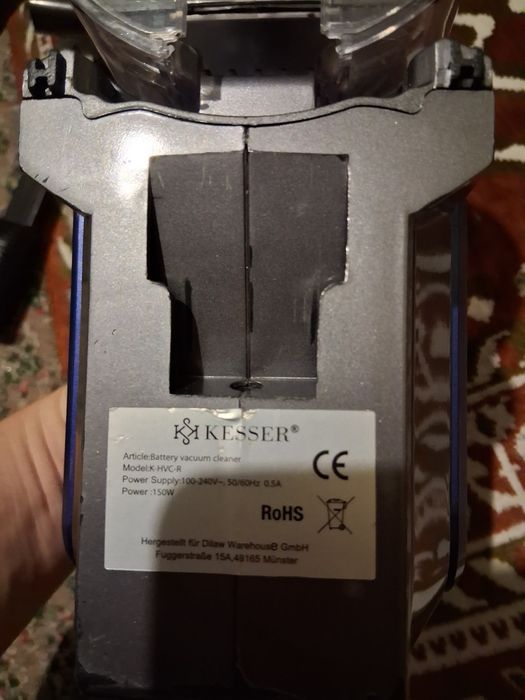 KESSER®
Article:Battery vacuum cleaner
Model:K-HVC-R
Power Supply:100-240V~, 50/60Hz 0.5A
Power :150W
CE
RoHS
Hergestellt für Dilaw Warehouse GmbH
Fuggerstraße 15A,48165 Münster